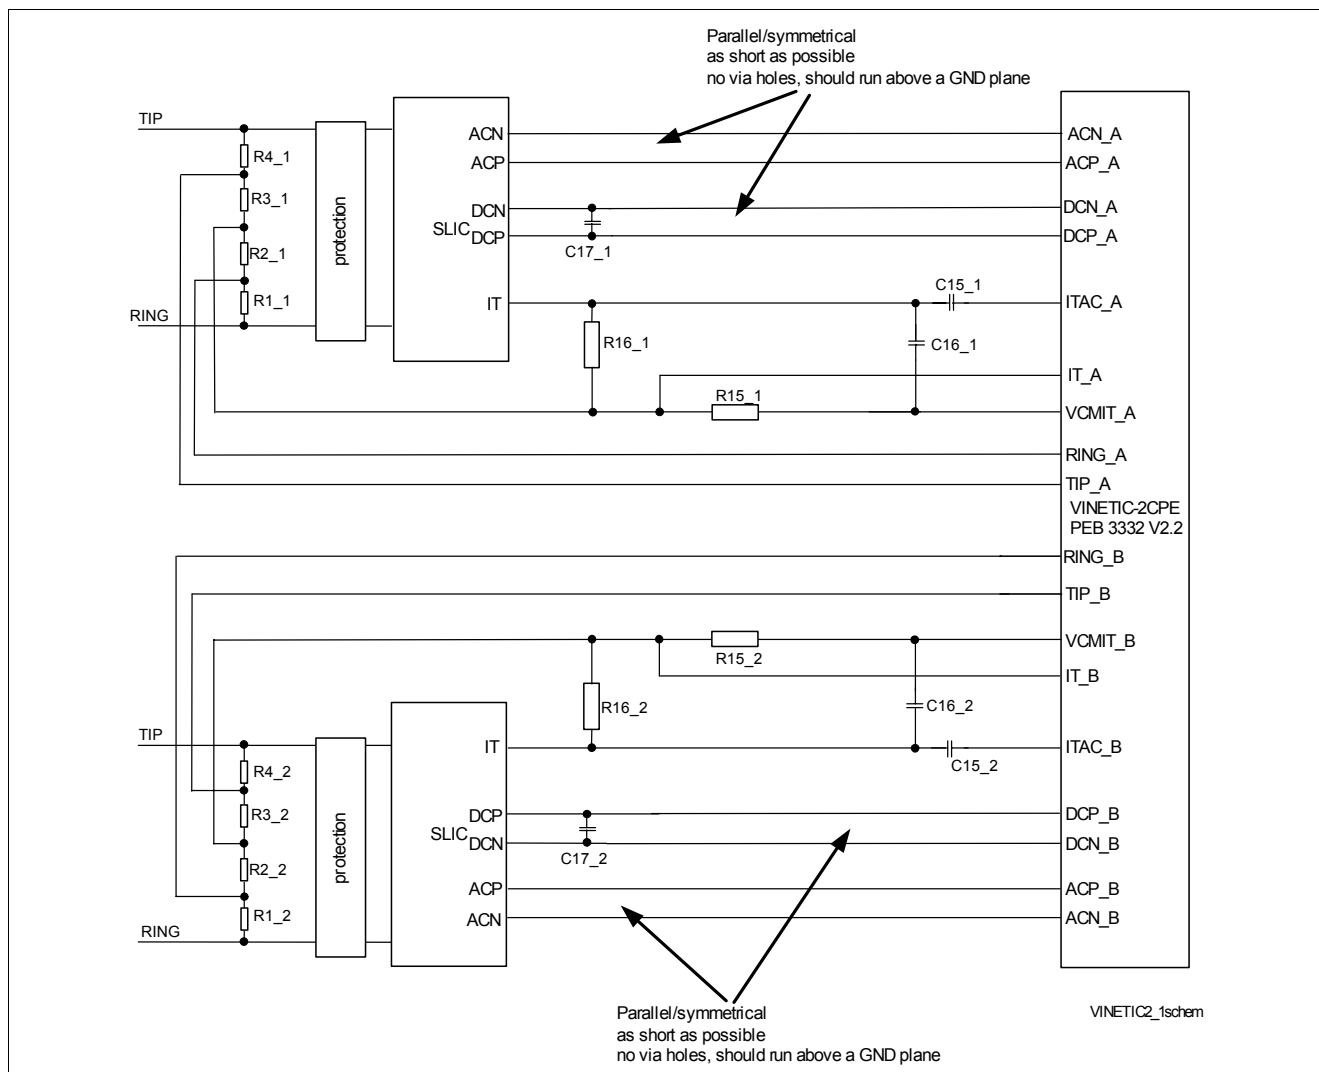 Parallel/symmetrical
as short as possible
no via holes, should run above a GND plane
TIP
ACN
ACN_A
R4_1
ACP
ACP_A
R3_1
DCN
DCN_A
SLIC
DCP
DCP_A
protection
R2_1
C17_1
C15_1
R1_1
IT
ITAC_A
RING
R16_1
C16_1
IT_A
R15_1
VCMIT_A
RING_A
TIP_A
VINETIC-2CPE
PEB 3332 V2.2
RING_B
TIP_B
VCMIT_B
R15_2
IT_B
R16_2
C16_2
TIP
IT
ITAC_B
R4_2
C15_2
R3_2
DCP
DCP_B
SLIC
DCN
DCN_B
protection
C17_2
R2_2
ACP
ACP_B
R1_2
ACN
ACN_B
RING
Parallel/symmetrical
as short as possible
no via holes, should run above a GND plane
VINETIC2_1schem